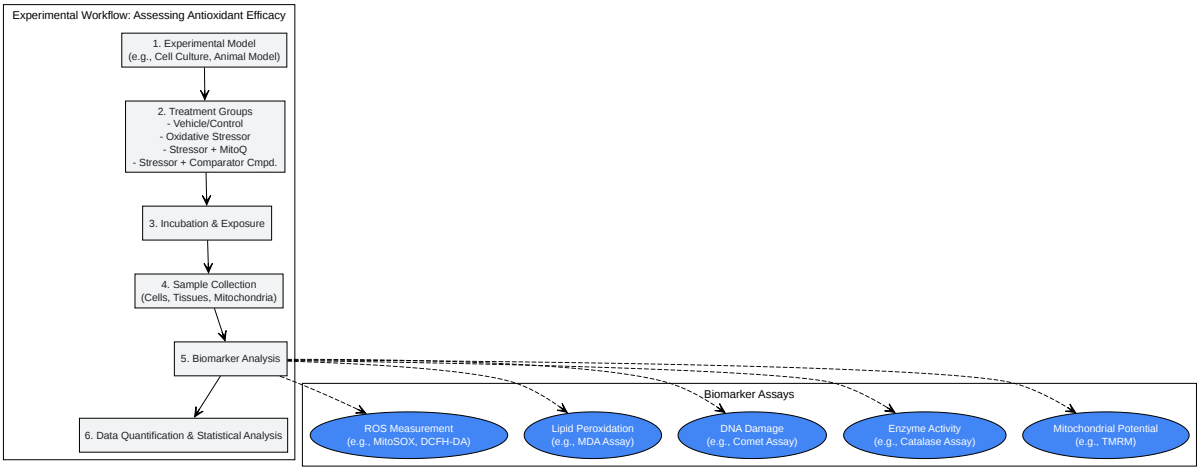 Experimental Workflow: Assessing Antioxidant Efficacy
1. Experimental Model
(e.g., Cell Culture, Animal Model)
2. Treatment Groups
- Vehicle/Control
- Oxidative Stressor
- Stressor + MitoQ
- Stressor + Comparator Cmpd.
3. Incubation & Exposure
4. Sample Collection
(Cells, Tissues, Mitochondria)
5. Biomarker Analysis
6. Data Quantification & Statistical Analysis
Biomarker Assays
ROS Measurement
(e.g., MitoSOX, DCFH-DA)
Lipid Peroxidation
(e.g., MDA Assay)
DNA Damage
(e.g., Comet Assay)
Enzyme Activity
(e.g., Catalase Assay)
Mitochondrial Potential
(e.g., TMRM)